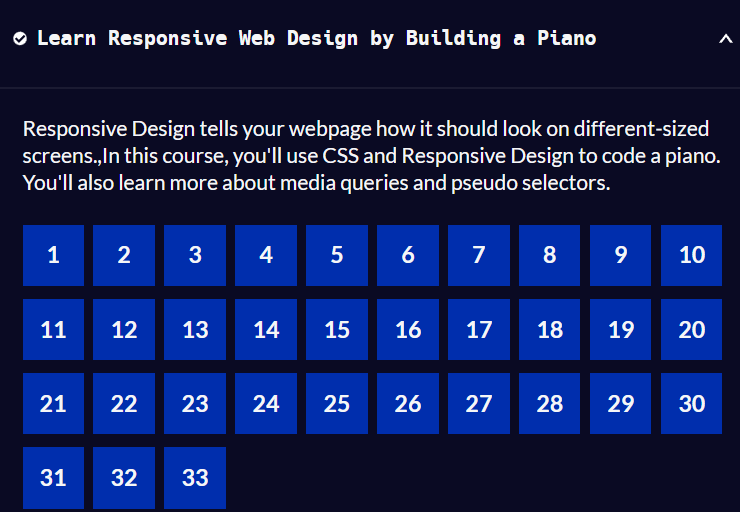 Learn Responsive Web Design by Building a Piano
Responsive Design tells your webpage how it should look on different-sized
screens.,In this course, you'll use CSS and Responsive Design to code a piano.
You'll also learn more about media queries and pseudo selectors.
1 2 3 4 5 6 7 8 9 10
11 12 13 14 15 16 17 18 19 20
21 22 23 24 25 26 27 28 29 30
31 32 33